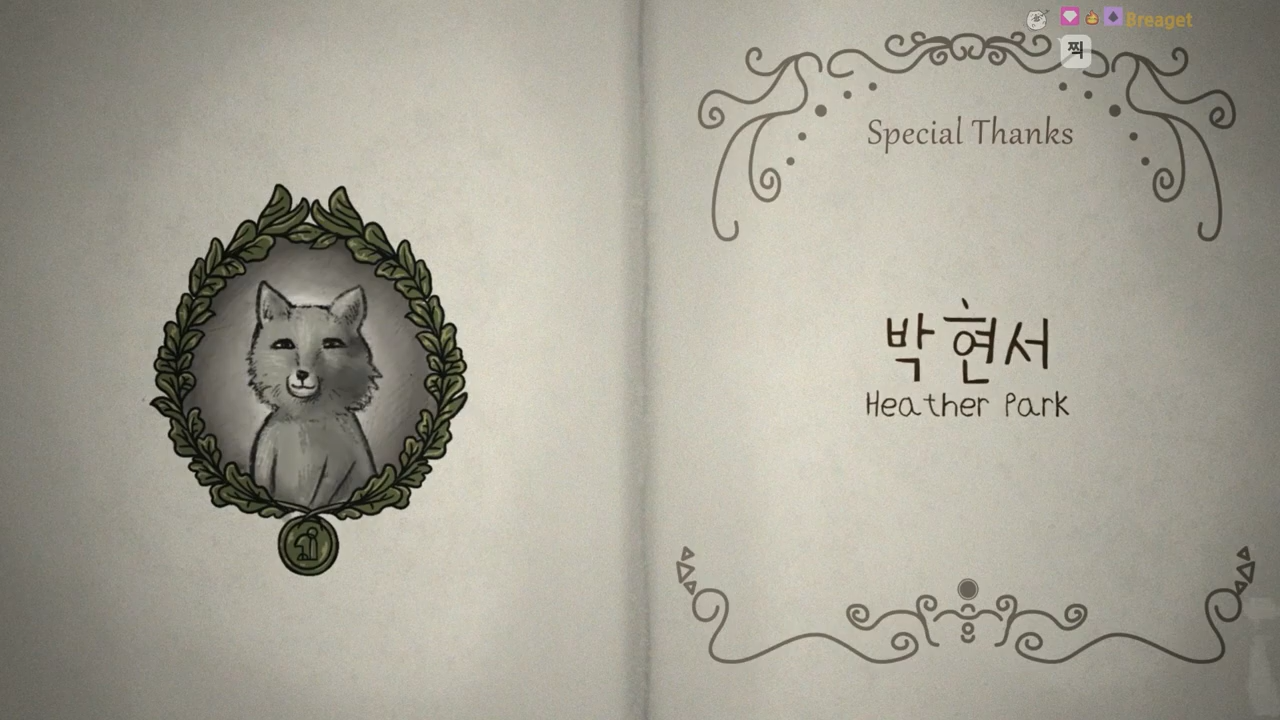 Breaget
찍
Special Thanks
박현서
Heather Park